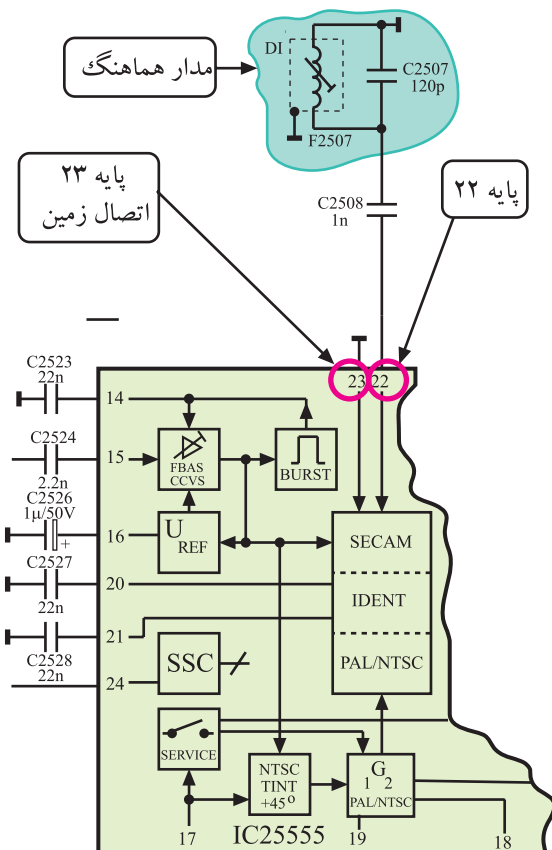 مدار هماهنگ
DI
C2507
120p
F2507
پایه ۲۳
اتصال زمین
پایه ۲۲
C2508
1n
C2523
22n
14
23
22
C2524
2.2n
15
FBAS
CCVS
BURST
C2526
1µ/50V
+
16
U REF
SECAM
C2527
22n
20
IDENT
21
C2528
22n
PAL/NTSC
24
SSC
SERVICE
NTSC
TINT
+45°
G
1 2
PAL/NTSC
17
IC25555
19
18